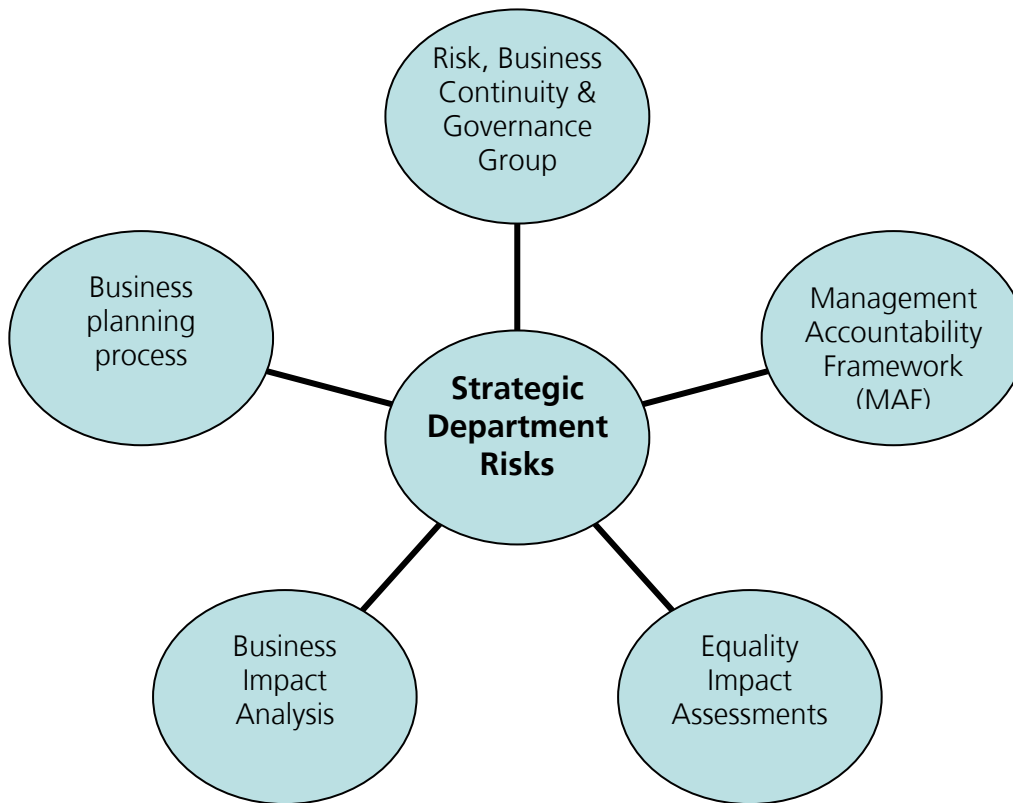 Risk, Business
Continuity &
Governance
Group
Business
planning
process
Management
Accountability
Framework
(MAF)
Strategic
Department
Risks
Business
Impact
Analysis
Equality
Impact
Assessments